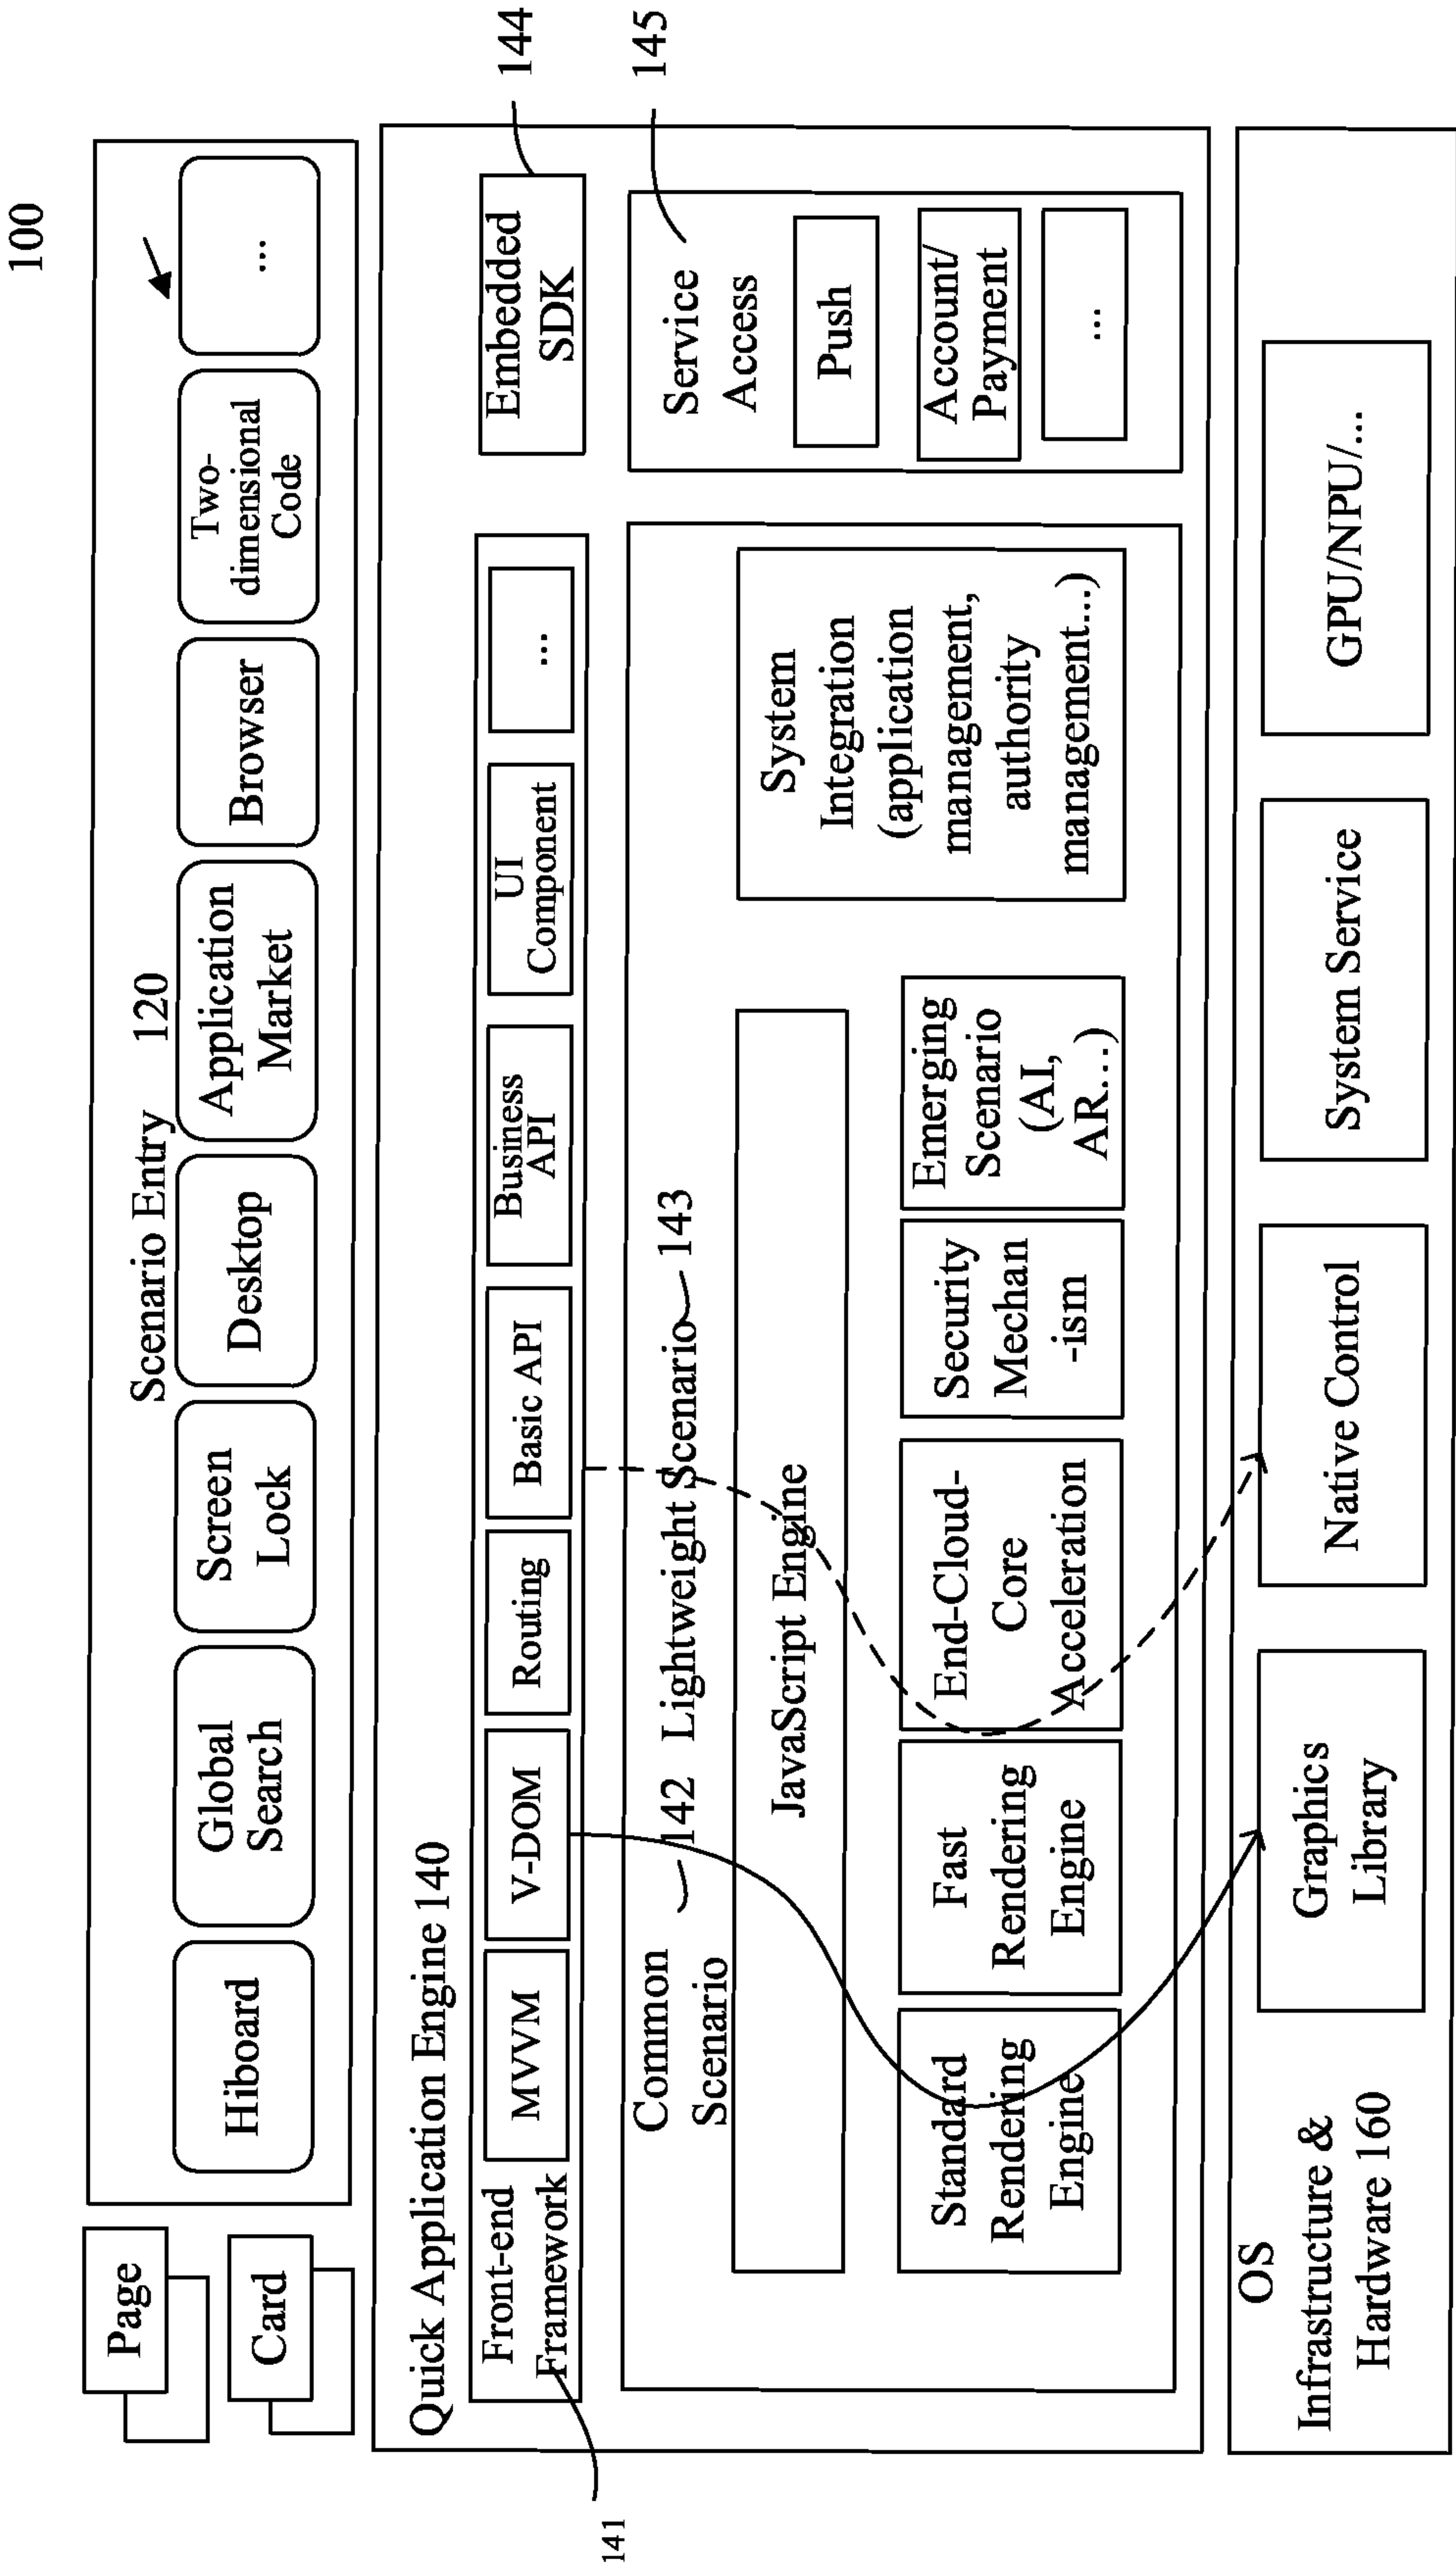 100
Page
Card
Scenario Entry 120
Hiboard
Global
Search
Screen
Lock
Desktop
Application
Market
Browser
Two-
dimensional
Code
...
Quick Application Engine 140
Front-end
Framework
141
MVVM
V-DOM
Routing
Basic API
Business
API
UI
Component
...
Embedded
SDK
144
Common
Scenario
142
Lightweight Scenario
143
JavaScript Engine
Standard
Rendering
Engine
Fast
Rendering
Engine
End-Cloud-
Core
Acceleration
Security
Mechan
-ism
Emerging
Scenario
(AI,
AR...)
System
Integration
(application
management,
authority
management...)
Service
Access
145
Push
Account/
Payment
...
OS
Infrastructure &
Hardware 160
Graphics
Library
Native Control
System Service
GPU/NPU/...